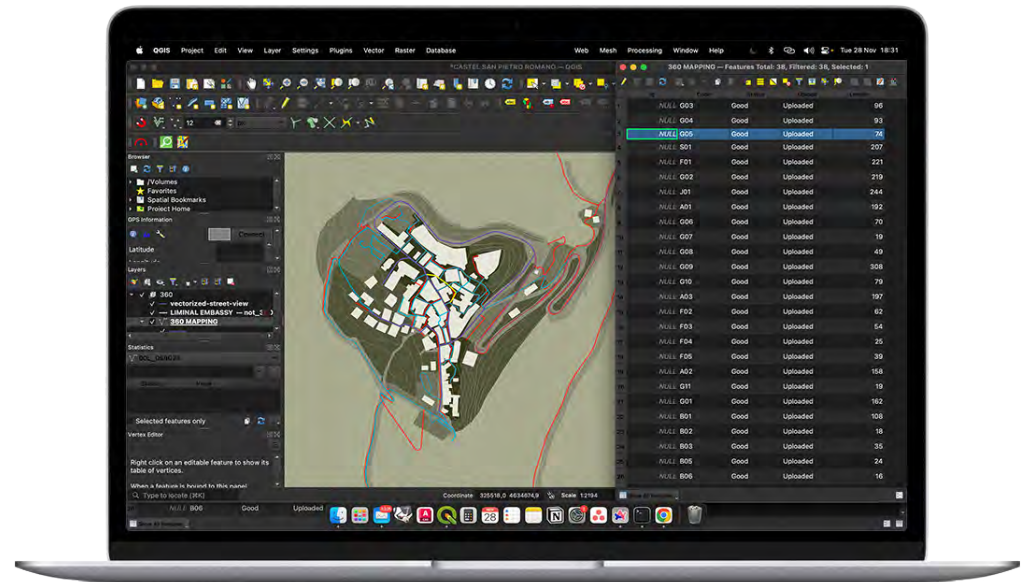 QGIS Project Edit View Layer Settings Plugins Vector Raster Database Web Mesh Processing Window Help Tue 28 Nov 18:31
*CASTEL SAN PIETRO ROMANO — QGIS
360 MAPPING — Features Total: 38, Filtered: 38, Selected: 1
12
Browser
/Volumes
Favorites
Spatial Bookmarks
Project Home
GPS Information
Connect
Latitude
Layers
360
vectorized-street-view
LIMINAL EMBASSY
360 MAPPING
Statistics
Selected features only
Vertex Editor
Right click on an editable feature to show its
table of vertices.
When a feature is bound to this panel
Type to locate (⌘K)
Coordinate
Scale 1:2194
NULL B06 Good Uploaded
NULL G03 Good Uploaded 96
NULL G04 Good Uploaded 93
NULL G05 Good Uploaded 74
NULL S01 Good Uploaded 207
NULL F01 Good Uploaded 221
NULL G02 Good Uploaded 219
NULL J01 Good Uploaded 244
NULL A01 Good Uploaded 192
NULL G06 Good Uploaded 70
NULL G07 Good Uploaded 19
NULL G08 Good Uploaded 49
NULL G09 Good Uploaded 308
NULL G10 Good Uploaded 79
NULL A03 Good Uploaded 197
NULL F02 Good Uploaded 62
NULL F03 Good Uploaded 54
NULL F04 Good Uploaded 25
NULL F05 Good Uploaded 39
NULL A02 Good Uploaded 158
NULL G11 Good Uploaded 19
NULL G01 Good Uploaded 162
NULL B01 Good Uploaded 108
NULL B02 Good Uploaded 18
NULL B03 Good Uploaded 35
NULL B05 Good Uploaded 24
NULL B06 Good Uploaded 16
28